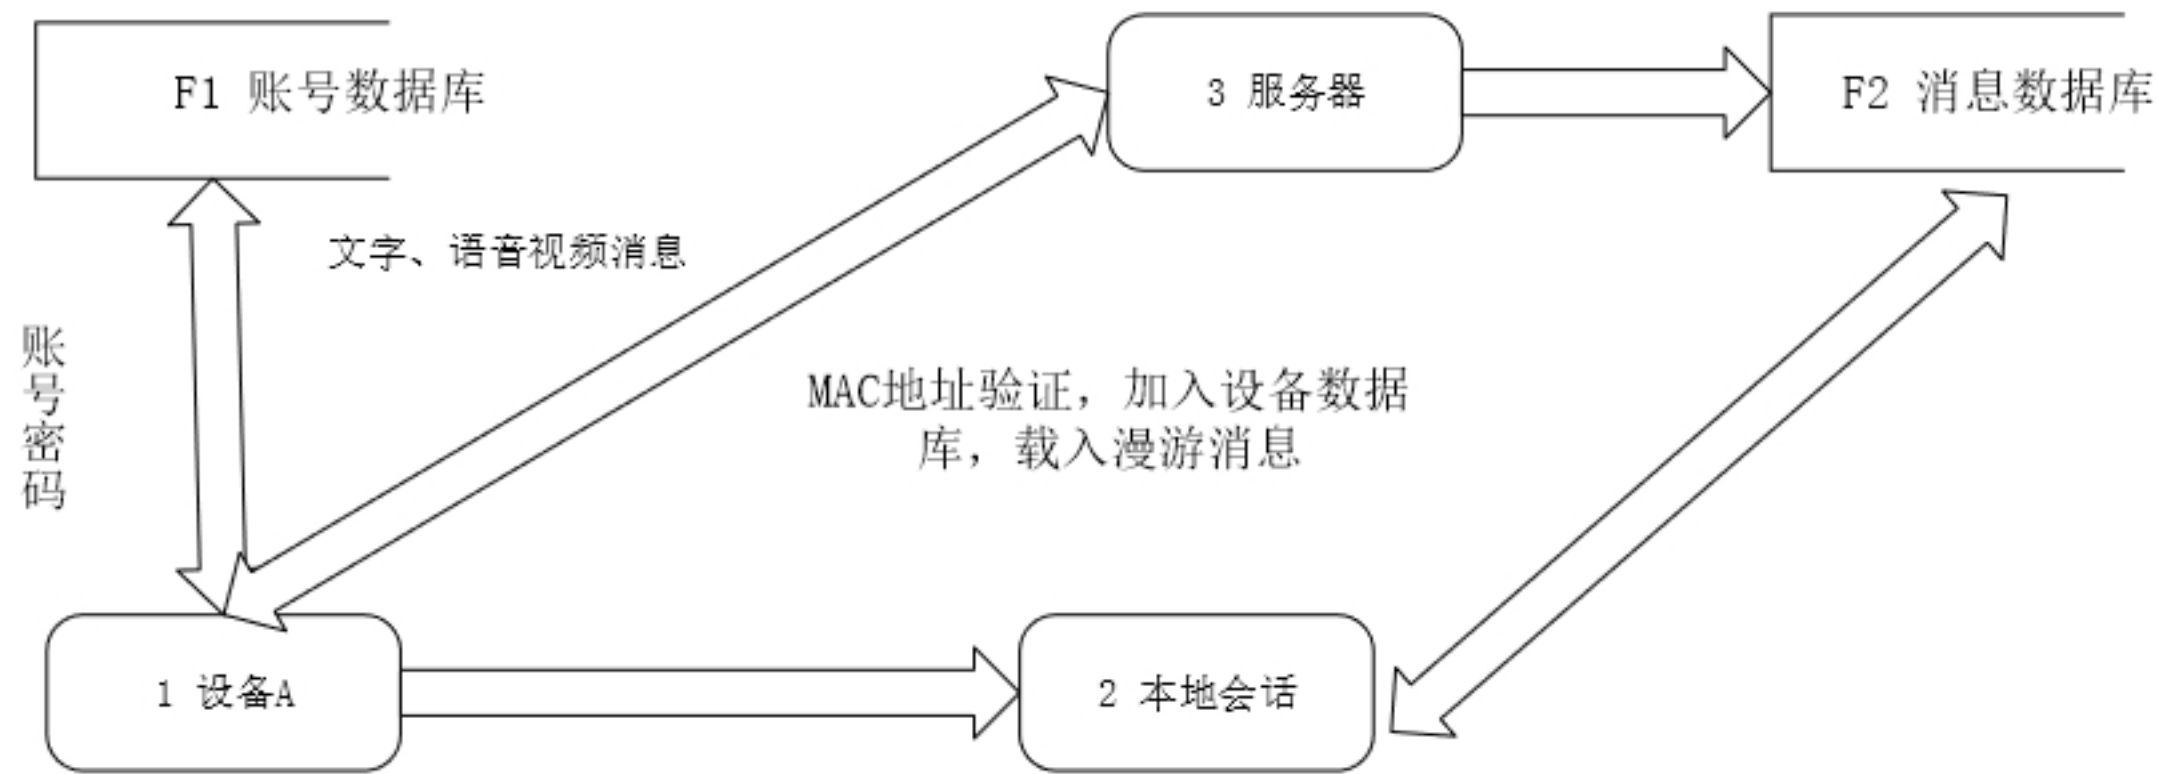 F1 账号数据库
3 服务器
F2 消息数据库
文字、语音视频消息
账
号
密
码
MAC地址验证，加入设备数据
库，载入漫游消息
1 设备A
2 本地会话